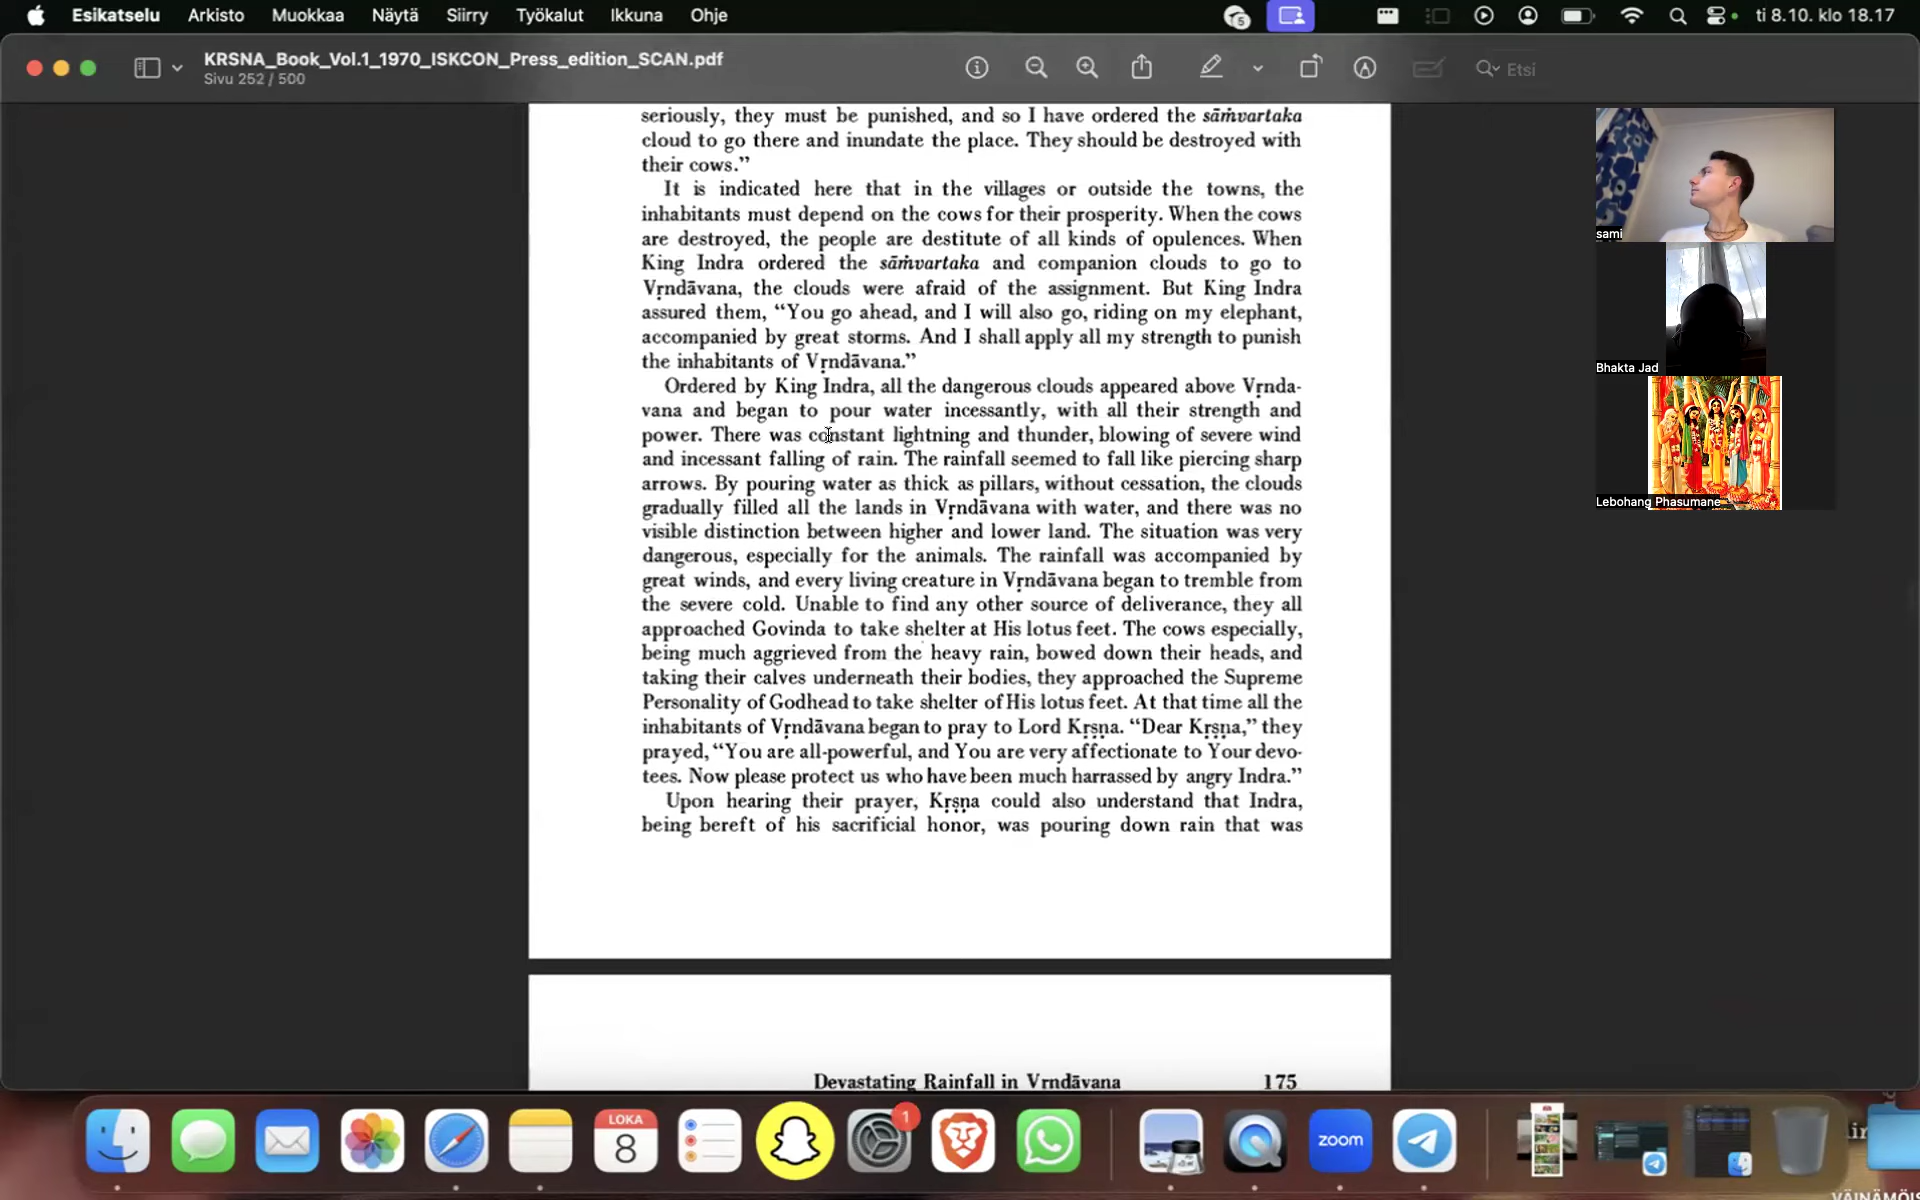 Esikatselu Arkisto Muokkaa Näytä Siirry Työkalut Ikkuna Ohje 5 ti 8.10. klo 18.17
KRSNA_Book_Vol.1_1970_ISKCON_Press_edition_SCAN.pdf
Sivu 252 / 500
Etsi
seriously, they must be punished, and so I have ordered the sāṁvartaka
cloud to go there and inundate the place. They should be destroyed with
their cows.”
It is indicated here that in the villages or outside the towns, the
inhabitants must depend on the cows for their prosperity. When the cows
are destroyed, the people are destitute of all kinds of opulences. When
King Indra ordered the sāṁvartaka and companion clouds to go to
Vṛndāvana, the clouds were afraid of the assignment. But King Indra
assured them, “You go ahead, and I will also go, riding on my elephant,
accompanied by great storms. And I shall apply all my strength to punish
the inhabitants of Vṛndāvana.”
Ordered by King Indra, all the dangerous clouds appeared above Vṛnda-
vana and began to pour water incessantly, with all their strength and
power. There was constant lightning and thunder, blowing of severe wind
and incessant falling of rain. The rainfall seemed to fall like piercing sharp
arrows. By pouring water as thick as pillars, without cessation, the clouds
gradually filled all the lands in Vṛndāvana with water, and there was no
visible distinction between higher and lower land. The situation was very
dangerous, especially for the animals. The rainfall was accompanied by
great winds, and every living creature in Vṛndāvana began to tremble from
the severe cold. Unable to find any other source of deliverance, they all
approached Govinda to take shelter at His lotus feet. The cows especially,
being much aggrieved from the heavy rain, bowed down their heads, and
taking their calves underneath their bodies, they approached the Supreme
Personality of Godhead to take shelter of His lotus feet. At that time all the
inhabitants of Vṛndāvana began to pray to Lord Kṛṣṇa. “Dear Kṛṣṇa,” they
prayed, “You are all-powerful, and You are very affectionate to Your devo-
tees. Now please protect us who have been much harrassed by angry Indra.”
Upon hearing their prayer, Kṛṣṇa could also understand that Indra,
being bereft of his sacrificial honor, was pouring down rain that was
Devastating Rainfall in Vṛndāvana 175
sami
Bhakta Jad
Lebohang Phasumane
LOKA
8
1
zoom